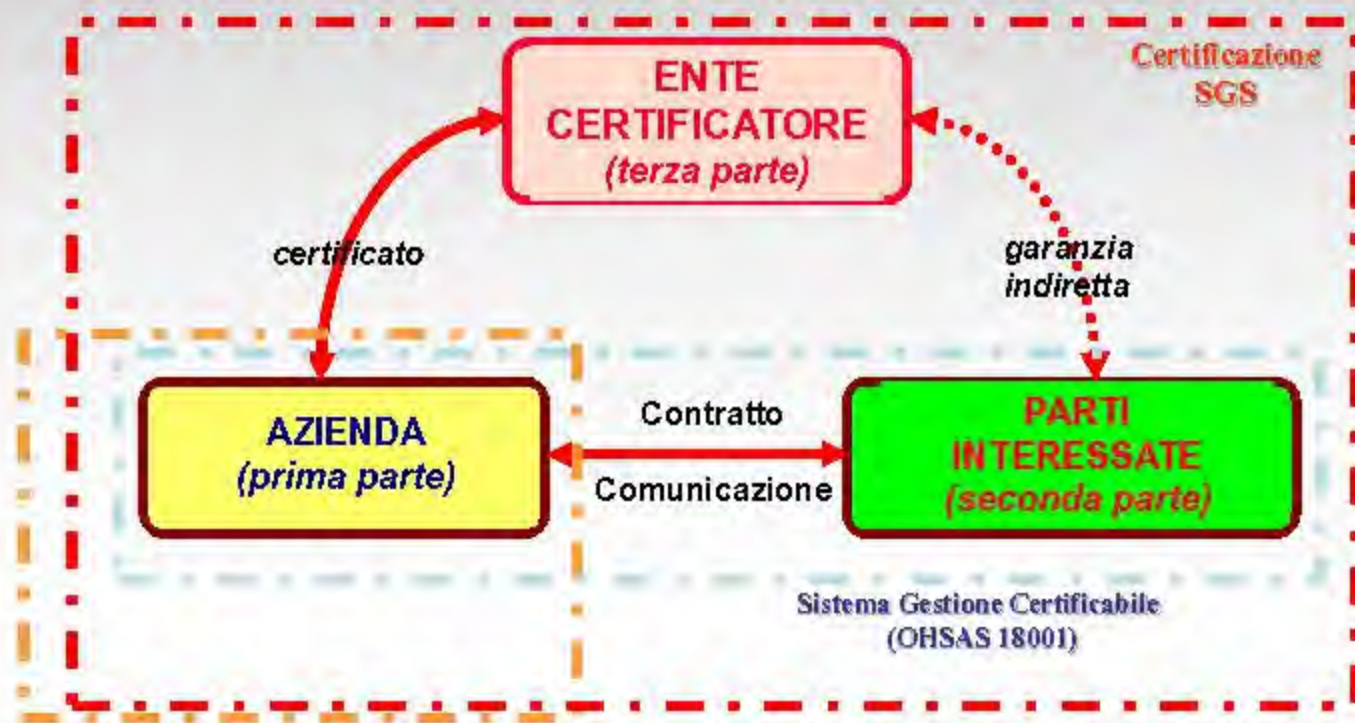 Certificazione
SGS
ENTE
CERTIFICATORE
(terza parte)
certificato
garanzia
indiretta
AZIENDA
(prima parte)
Contratto
Comunicazione
PARTI
INTERESSATE
(seconda parte)
Sistema Gestione Certificabile
(OHSAS 18001)